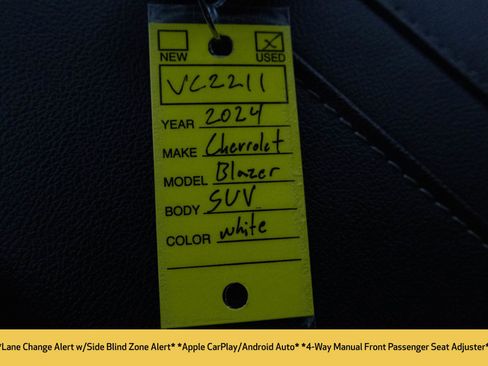 NEW USED
VC2211
YEAR 2024
MAKE Chevrolet
MODEL Blazer
BODY SUV
COLOR white
*Lane Change Alert w/Side Blind Zone Alert* *Apple CarPlay/Android Auto* *4-Way Manual Front Passenger Seat Adjuster*